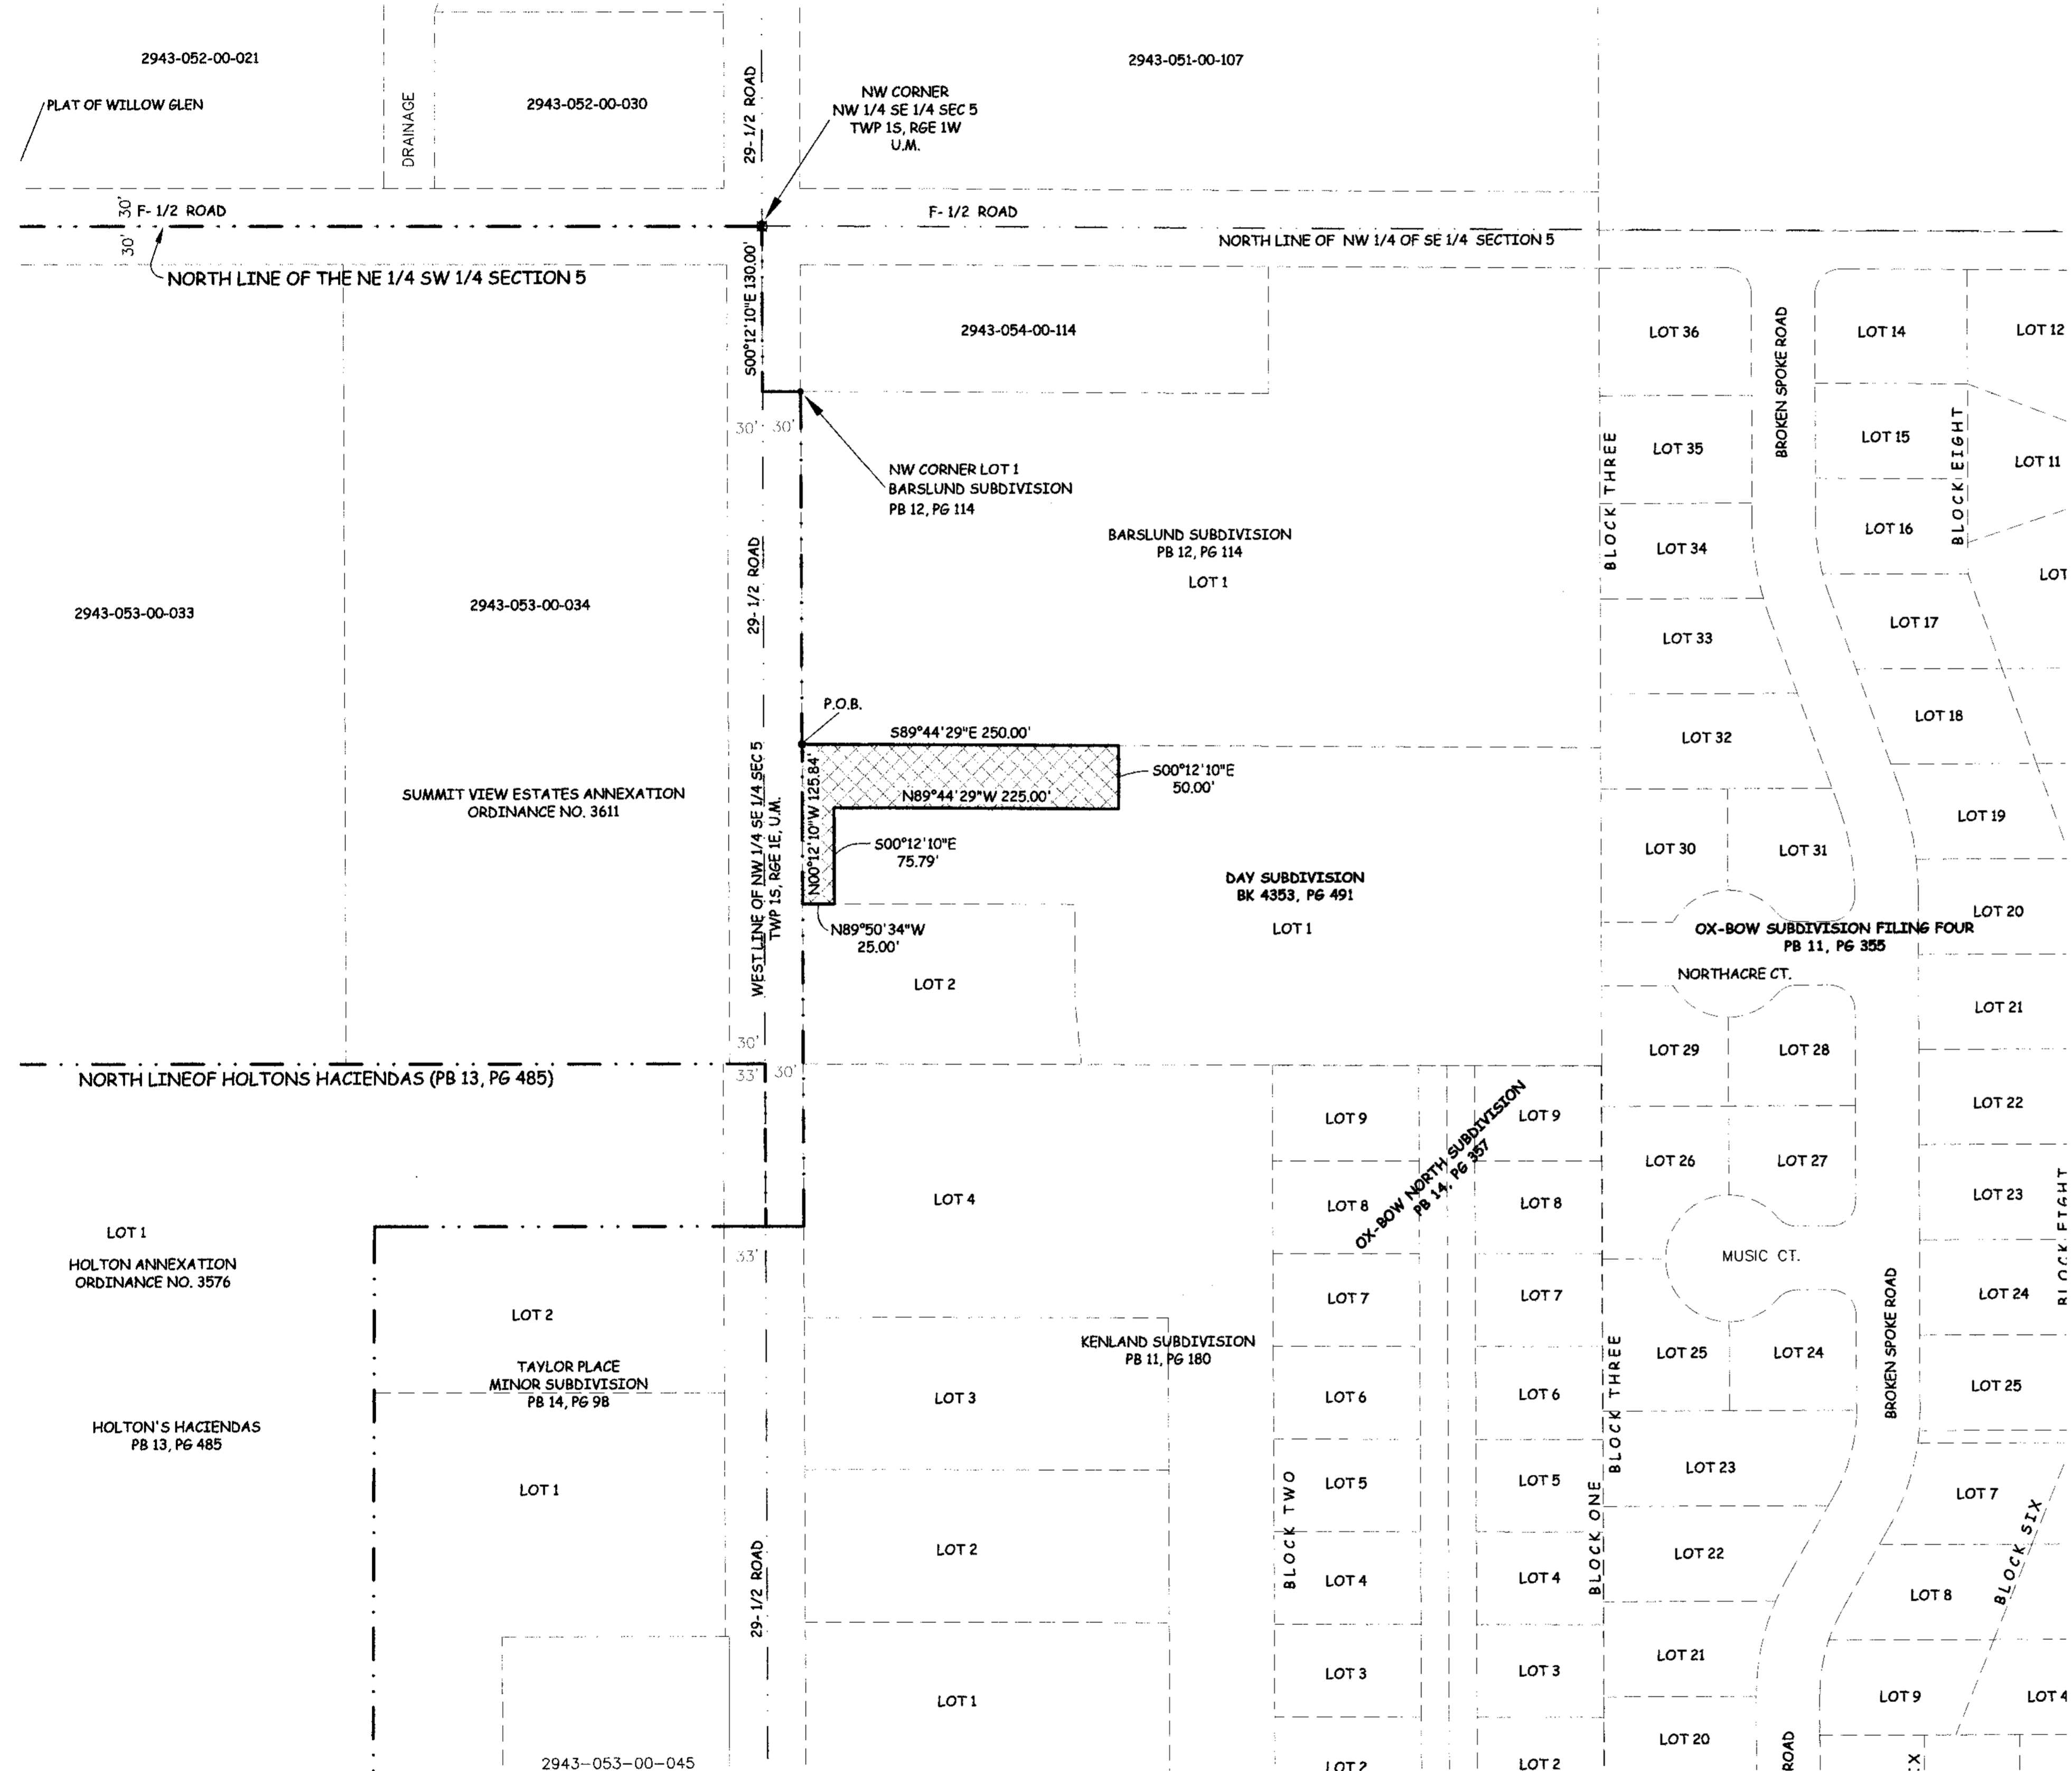 2943-052-00-021
PLAT OF WILLOW GLEN
DRAINAGE
2943-052-00-030
29-1/2 ROAD
NW CORNER
NW 1/4 SE 1/4 SEC 5
TWP 1S, RGE 1W
U.M.
2943-051-00-107
30'
F-1/2 ROAD
30'
NORTH LINE OF THE NE 1/4 SW 1/4 SECTION 5
F-1/2 ROAD
NORTH LINE OF NW 1/4 OF SE 1/4 SECTION 5
S00°12'10"E 130.00'
2943-054-00-114
30'
30'
NW CORNER LOT 1
BARSLUND SUBDIVISION
PB 12, PG 114
BARSLUND SUBDIVISION
PB 12, PG 114
LOT 1
29-1/2 ROAD
2943-053-00-033
2943-053-00-034
P.O.B.
S89°44'29"E 250.00'
S00°12'10"E
50.00'
N89°44'29"W 225.00'
N00°12'10"W 125.84'
S00°12'10"E
75.79'
N89°50'34"W
25.00'
WEST LINE OF NW 1/4 SE 1/4 SEC 5
TWP 1S, RGE 1E, U.M.
SUMMIT VIEW ESTATES ANNEXATION
ORDINANCE NO. 3611
DAY SUBDIVISION
BK 4353, PG 491
LOT 1
LOT 2
30'
33'
30'
NORTH LINEOF HOLTONS HACIENDAS (PB 13, PG 485)
LOT 1
HOLTON ANNEXATION
ORDINANCE NO. 3576
HOLTON'S HACIENDAS
PB 13, PG 485
33'
LOT 2
TAYLOR PLACE
MINOR SUBDIVISION
PB 14, PG 98
LOT 1
2943-053-00-045
29-1/2 ROAD
LOT 4
KENLAND SUBDIVISION
PB 11, PG 180
LOT 3
LOT 2
LOT 1
OX-BOW NORTH SUBDIVISION
PB 14, PG 357
LOT 9
LOT 8
LOT 7
LOT 6
LOT 5
LOT 4
LOT 3
LOT 2
BLOCK TWO
LOT 9
LOT 8
LOT 7
LOT 6
LOT 5
LOT 4
LOT 3
LOT 2
BLOCK ONE
BLOCK THREE
LOT 36
LOT 35
LOT 34
LOT 33
LOT 32
LOT 30
LOT 31
BROKEN SPOKE ROAD
LOT 14
LOT 12
LOT 15
LOT 11
LOT 16
BLOCK EIGHT
LOT
LOT 17
LOT 18
LOT 19
LOT 20
OX-BOW SUBDIVISION FILING FOUR
PB 11, PG 355
NORTHACRE CT.
LOT 21
LOT 29
LOT 28
LOT 22
LOT 26
LOT 27
LOT 23
MUSIC CT.
LOT 24
BLOCK EIGHT
BLOCK THREE
LOT 25
LOT 24
BROKEN SPOKE ROAD
LOT 25
LOT 23
LOT 7
LOT 22
LOT 8
BLOCK SIX
LOT 21
LOT 9
LOT 4
LOT 20
ROAD